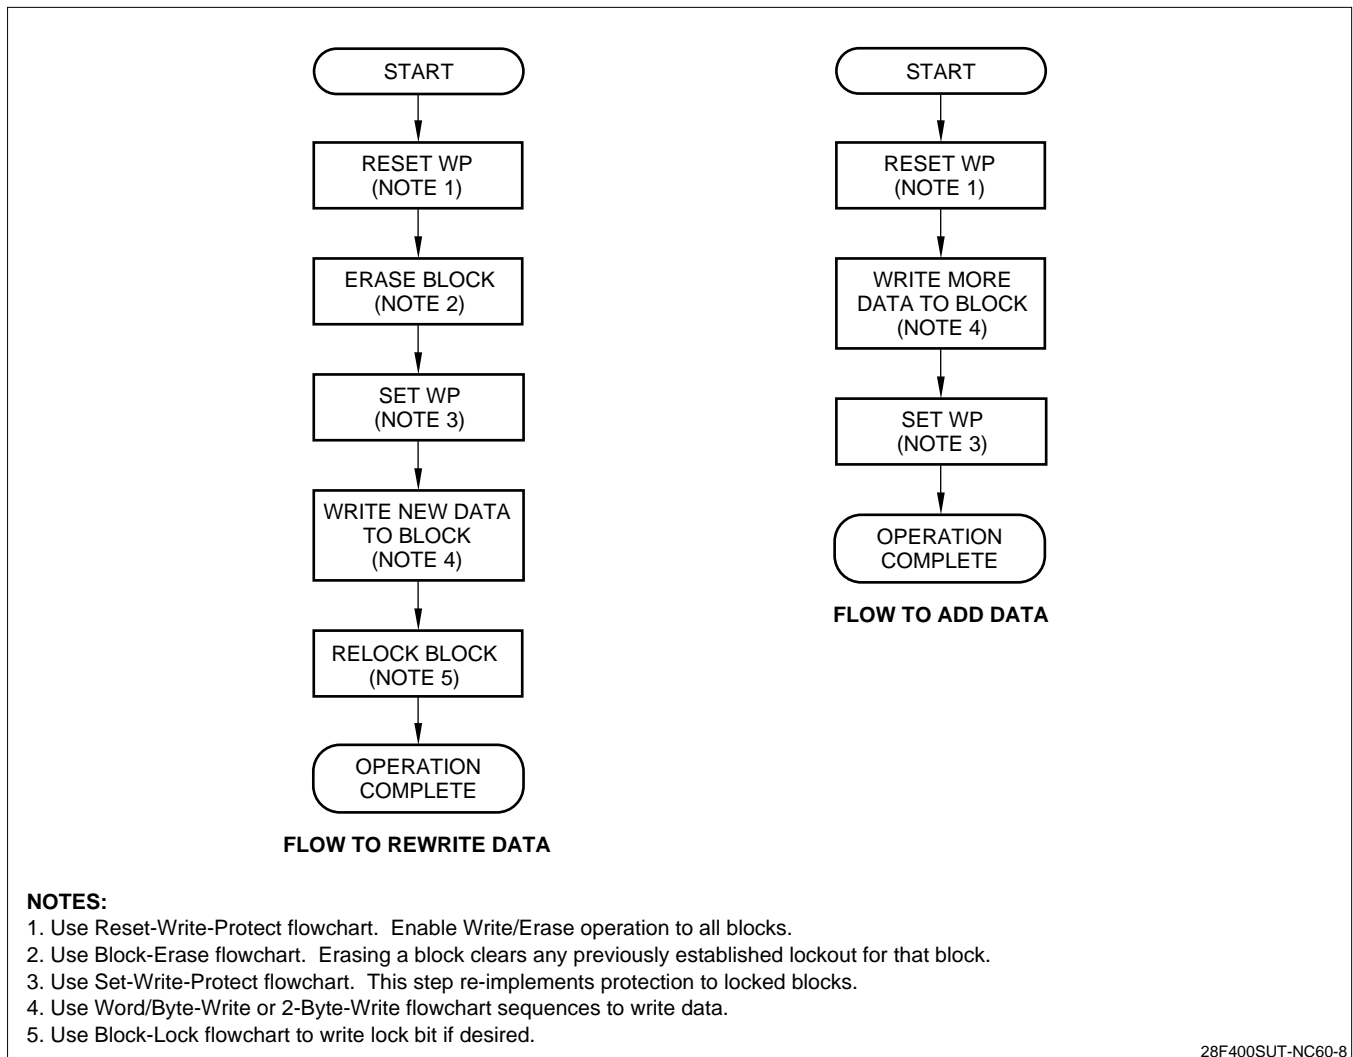 START
RESET WP
(NOTE 1)
ERASE BLOCK
(NOTE 2)
SET WP
(NOTE 3)
WRITE NEW DATA
TO BLOCK
(NOTE 4)
RELOCK BLOCK
(NOTE 5)
OPERATION
COMPLETE
FLOW TO REWRITE DATA
START
RESET WP
(NOTE 1)
WRITE MORE
DATA TO BLOCK
(NOTE 4)
SET WP
(NOTE 3)
OPERATION
COMPLETE
FLOW TO ADD DATA
NOTES:
1. Use Reset-Write-Protect flowchart. Enable Write/Erase operation to all blocks.
2. Use Block-Erase flowchart. Erasing a block clears any previously established lockout for that block.
3. Use Set-Write-Protect flowchart. This step re-implements protection to locked blocks.
4. Use Word/Byte-Write or 2-Byte-Write flowchart sequences to write data.
5. Use Block-Lock flowchart to write lock bit if desired.
28F400SUT-NC60-8